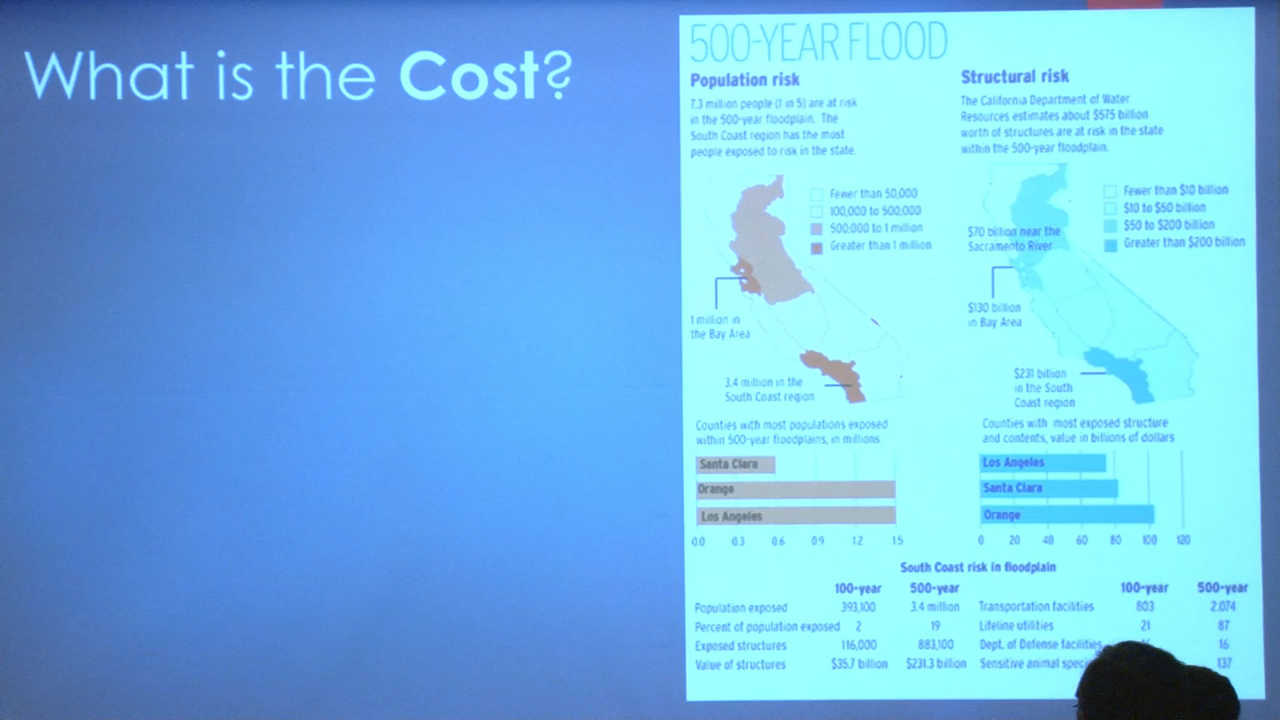 What is the Cost?
500-YEAR FLOOD
Population risk
7.3 million people (1 in 5) are at risk
in the 500-year floodplain. The
South Coast region has the most
people exposed to risk in the state.
Fewer than 50,000
100,000 to 500,000
500,000 to 1 million
Greater than 1 million
1 million in
the Bay Area
3.4 million in the
South Coast region
Counties with most populations exposed
within 500-year floodplains, in millions
Santa Clara
Orange
Los Angeles
0.0 0.3 0.6 0.9 1.2 1.5
Structural risk
The California Department of Water
Resources estimates about $575 billion
worth of structures are at risk in the state
within the 500-year floodplain.
Fewer than $10 billion
$10 to $50 billion
$50 to $200 billion
Greater than $200 billion
$70 billion near the
Sacramento River
$130 billion
in Bay Area
$231 billion
in the South
Coast region
Counties with most exposed structure
and contents, value in billions of dollars
Los Angeles
Santa Clara
Orange
0 20 40 60 80 100 120
South Coast risk in floodplain
100-year 500-year 100-year 500-year
Population exposed 393,100 3.4 million Transportation facilities 803 2,074
Percent of population exposed 2 19 Lifeline utilities 21 87
Exposed structures 116,000 883,100 Dept. of Defense facilities 16
Value of structures $35.7 billion $231.3 billion Sensitive animal 137